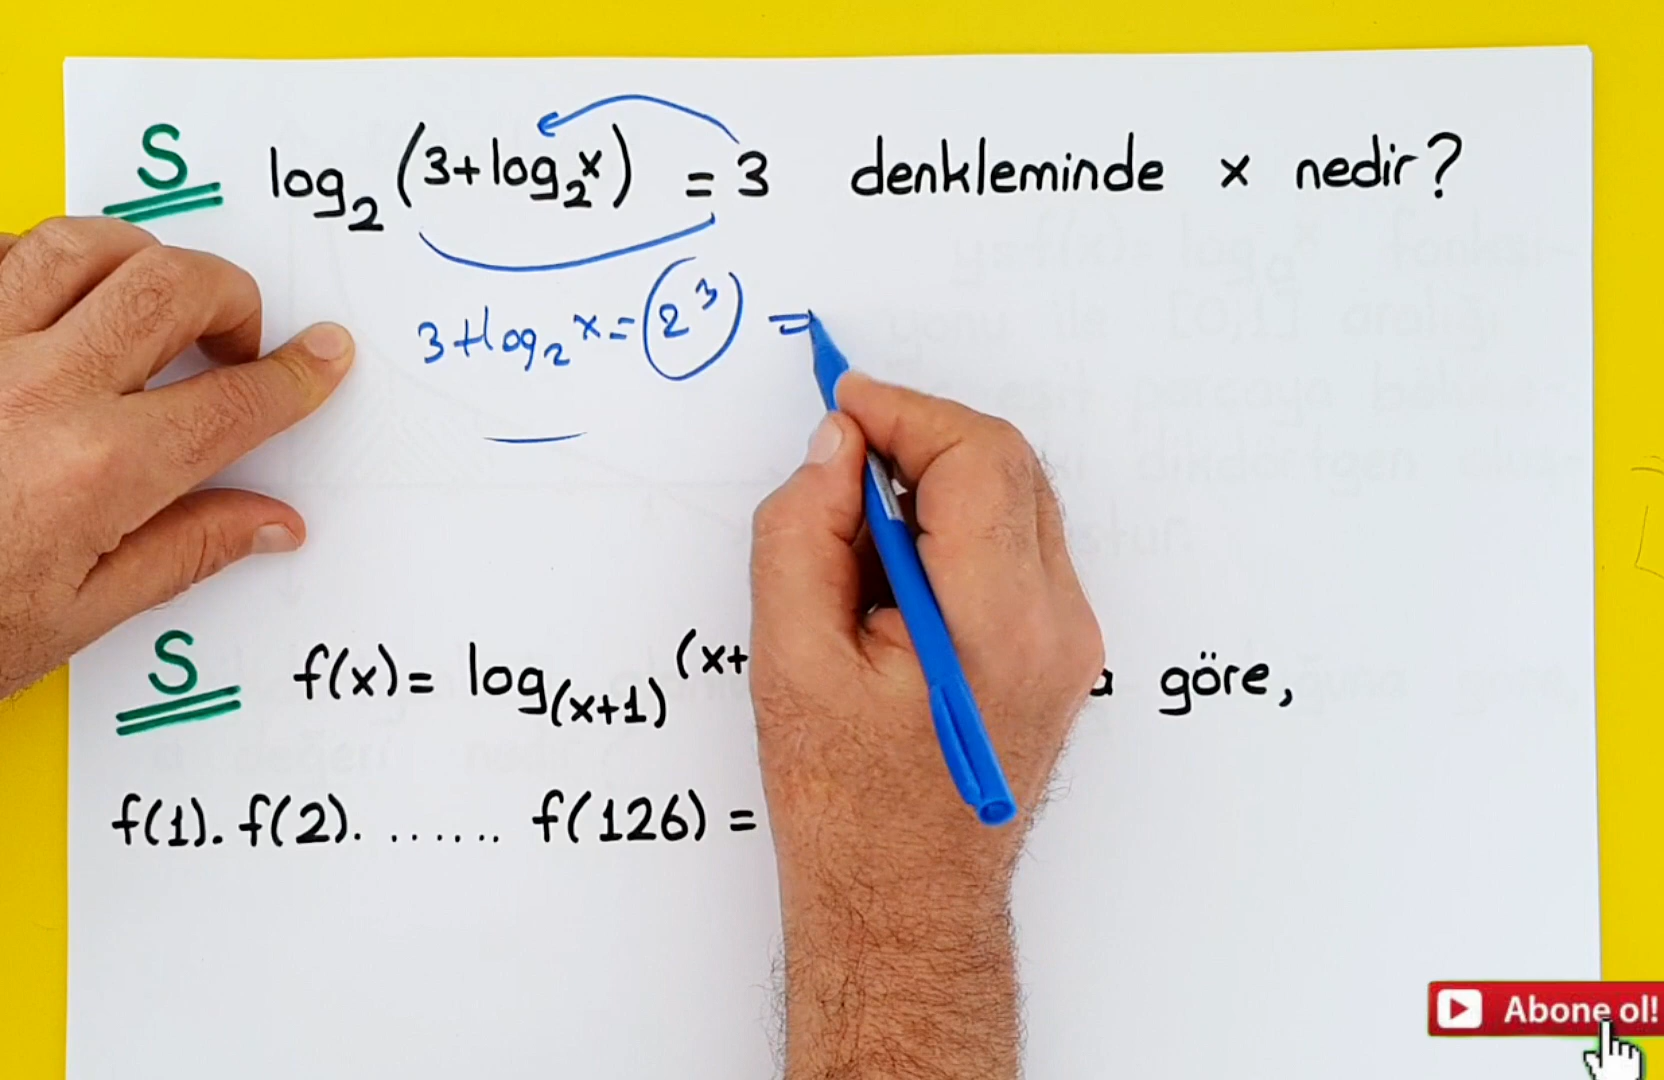 S log₂(3+log₂x) = 3 denkleminde x nedir?
3+log₂x=2³ =
S f(x)= log₍ₓ₊₁₎(x+ göre,
f(1).f(2). ...... f(126) =
Abone ol!